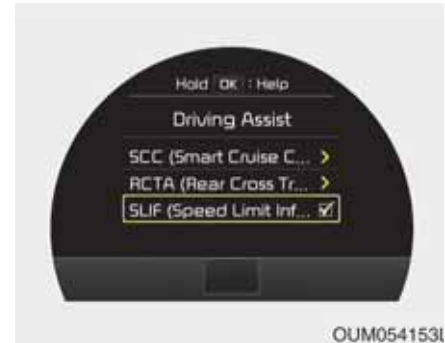 Hold OK : Help
Driving Assist
SCC (Smart Cruise C... >
RCTA (Rear Cross Tr... >
SLIF (Speed Limit Inf... ☑
OUM054153L